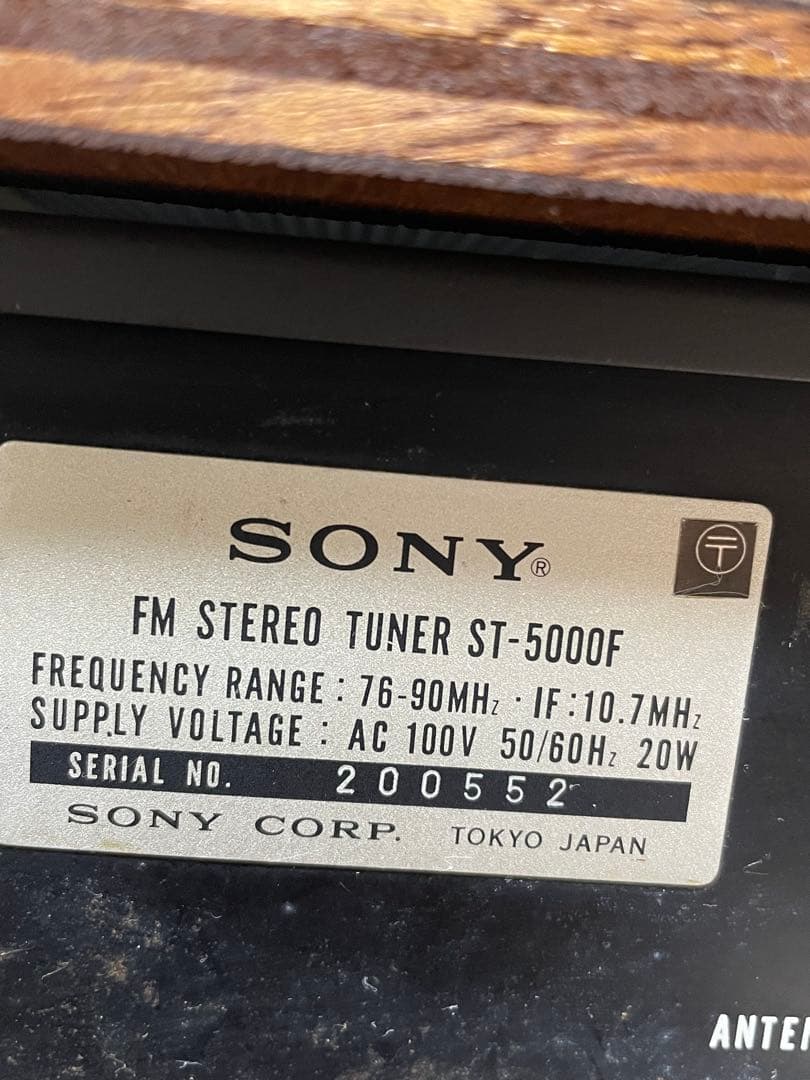 SONY®
FM STEREO TUNER ST-5000F
FREQUENCY RANGE : 76-90MHz · IF : 10.7MHz
SUPPLY VOLTAGE : AC 100V 50/60Hz 20W
SERIAL NO. 200552
SONY CORP. TOKYO JAPAN